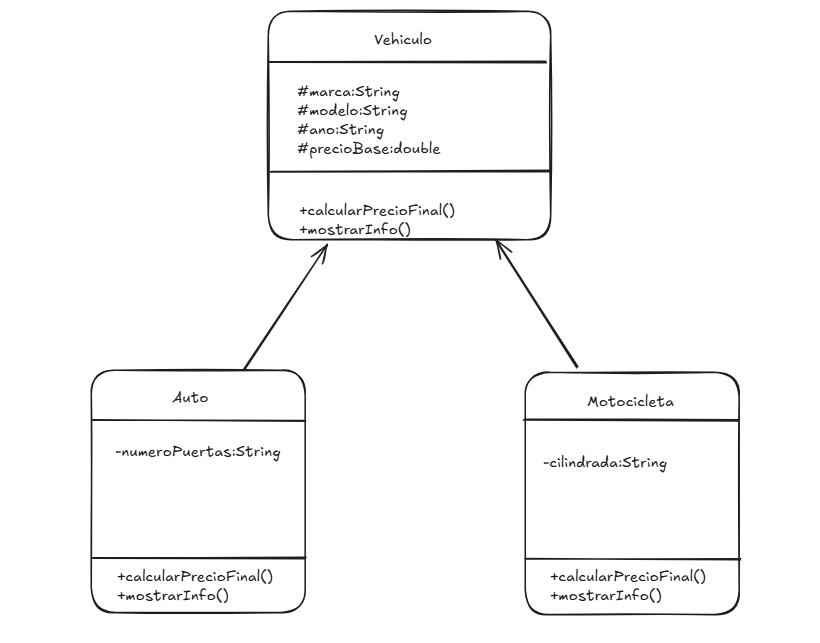 Vehiculo
#marca:String
#modelo:String
#ano:String
#precioBase:double
+calcularPrecioFinal()
+mostrarInfo()
Auto
-numeroPuertas:String
+calcularPrecioFinal()
+mostrarInfo()
Motocicleta
-cilindrada:String
+calcularPrecioFinal()
+mostrarInfo()